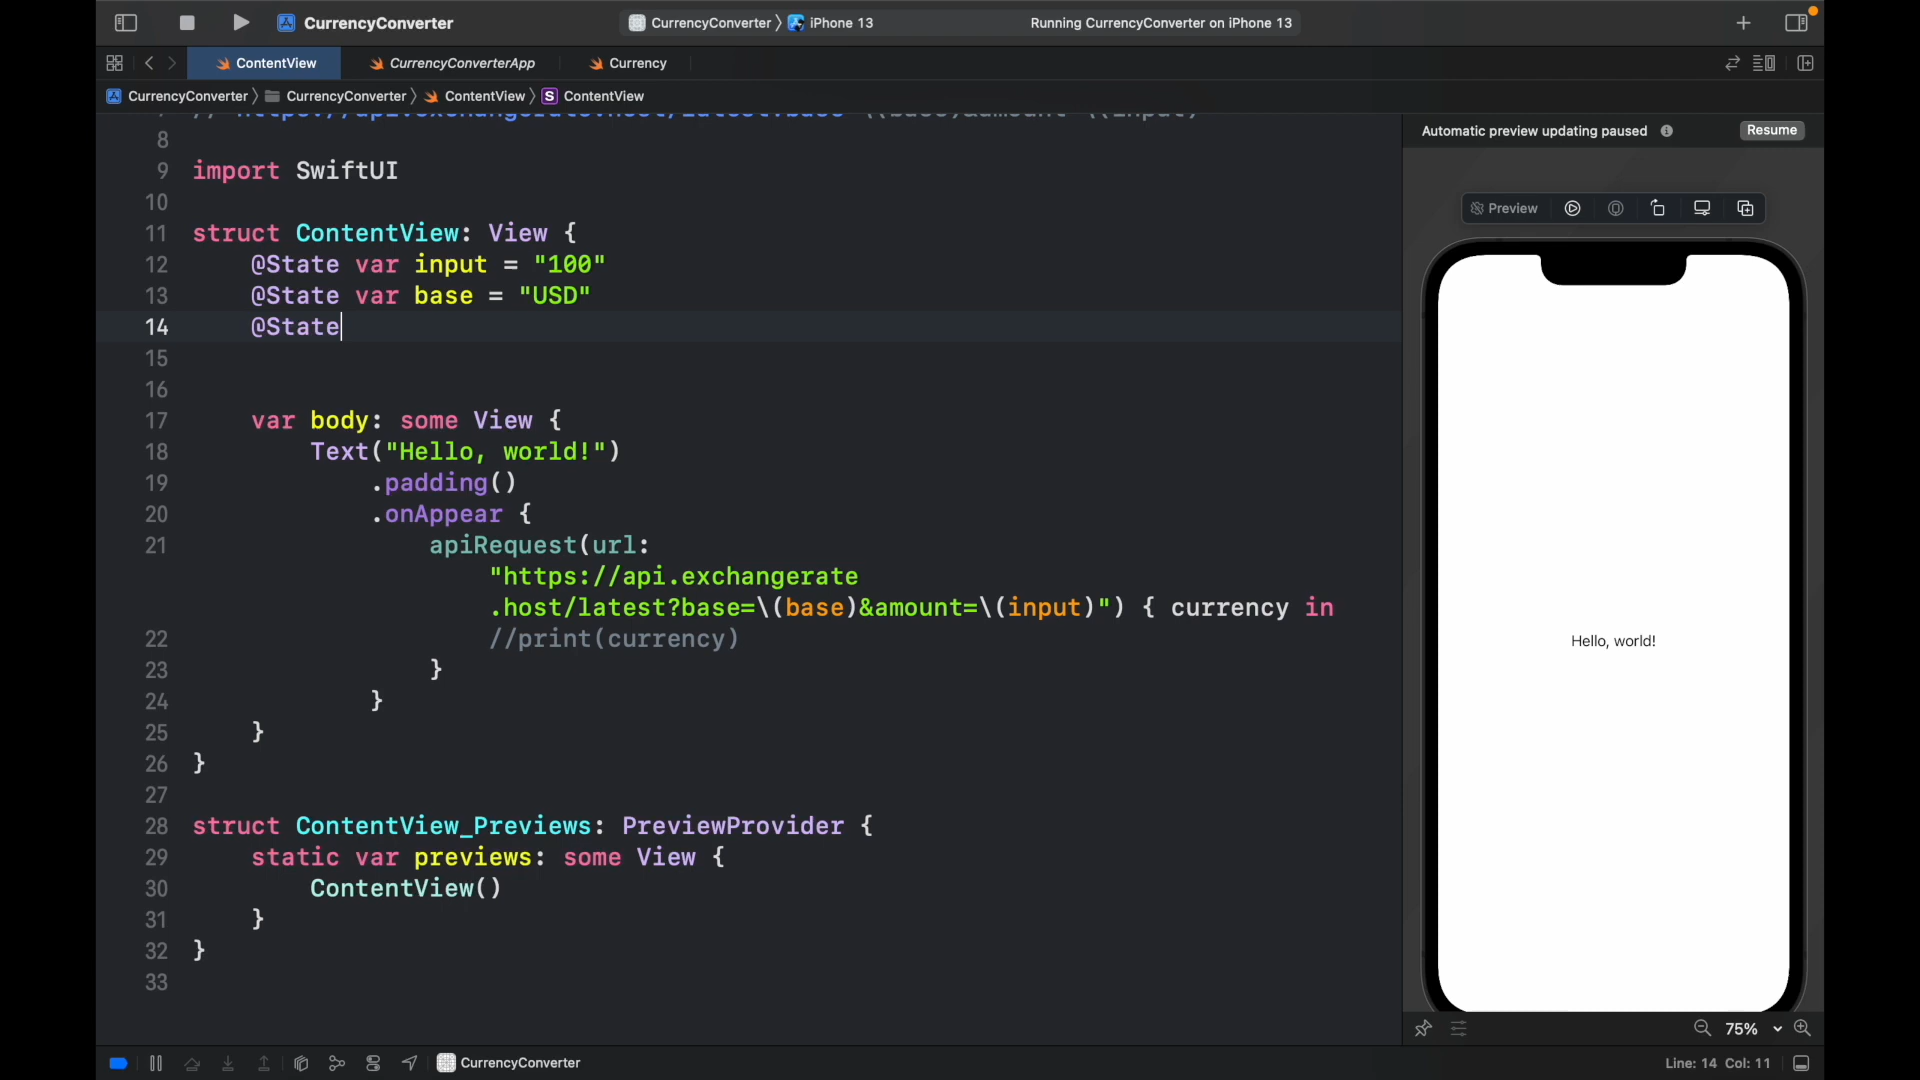 CurrencyConverter
CurrencyConverter 〉 iPhone 13
Running CurrencyConverter on iPhone 13
ContentView
CurrencyConverterApp
Currency
CurrencyConverter 〉 CurrencyConverter 〉 ContentView 〉 S ContentView
8
9 import SwiftUI
10
11 struct ContentView: View {
12 @State var input = "100"
13 @State var base = "USD"
14 @State
15
16
17 var body: some View {
18 Text("Hello, world!")
19 .padding()
20 .onAppear {
21 apiRequest(url:
"https://api.exchangerate
.host/latest?base=\(base)&amount=\(input)") { currency in
22 //print(currency)
23 }
24 }
25 }
26 }
27
28 struct ContentView_Previews: PreviewProvider {
29 static var previews: some View {
30 ContentView()
31 }
32 }
33
Automatic preview updating paused
Resume
Preview
Hello, world!
75%
CurrencyConverter
Line: 14 Col: 11